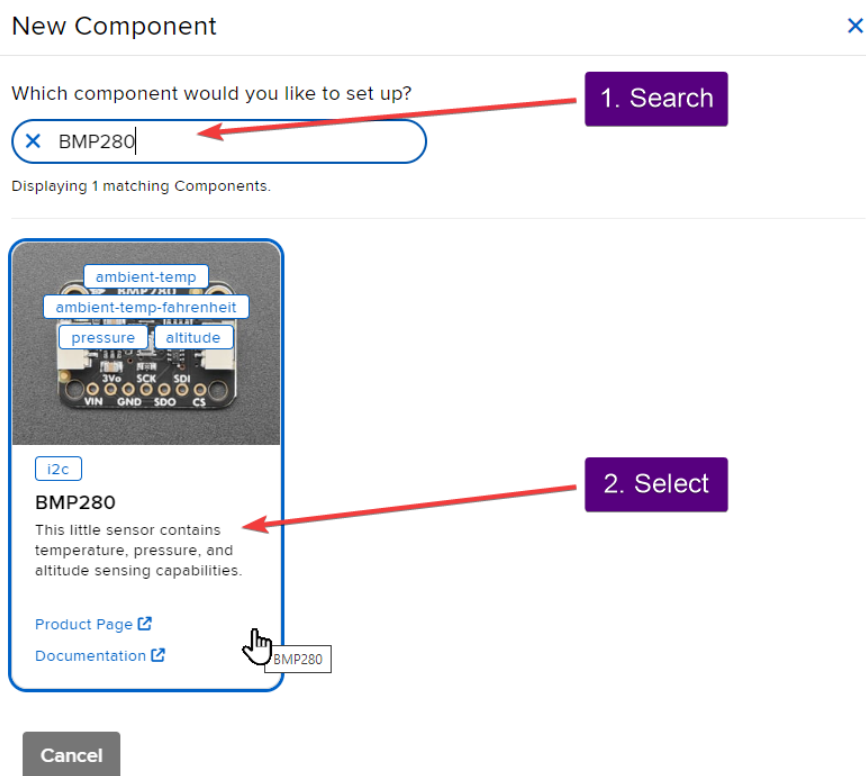 New Component
Which component would you like to set up?
1. Search
BMP280
Displaying 1 matching Components.
ambient-temp
BMP280
ambient-temp-fahrenheit
pressure altitude
3Vo SCK SDI
VIN GND SDO CS
i2c
BMP280
This little sensor contains
temperature, pressure, and
altitude sensing capabilities.
2. Select
Product Page
Documentation
BMP280
Cancel